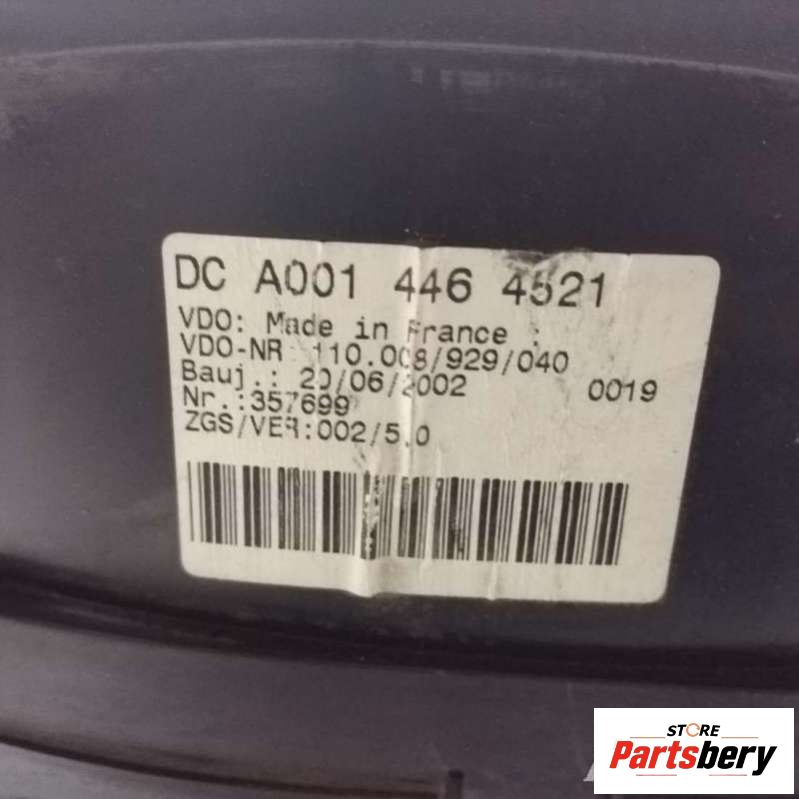 DC A001 446 4521
VDO: Made in France :
VDO-NR 110.008/929/040
Bauj.: 20/06/2002 0019
Nr.:357699
ZGS/VER:002/5.0
STORE
Partsbery